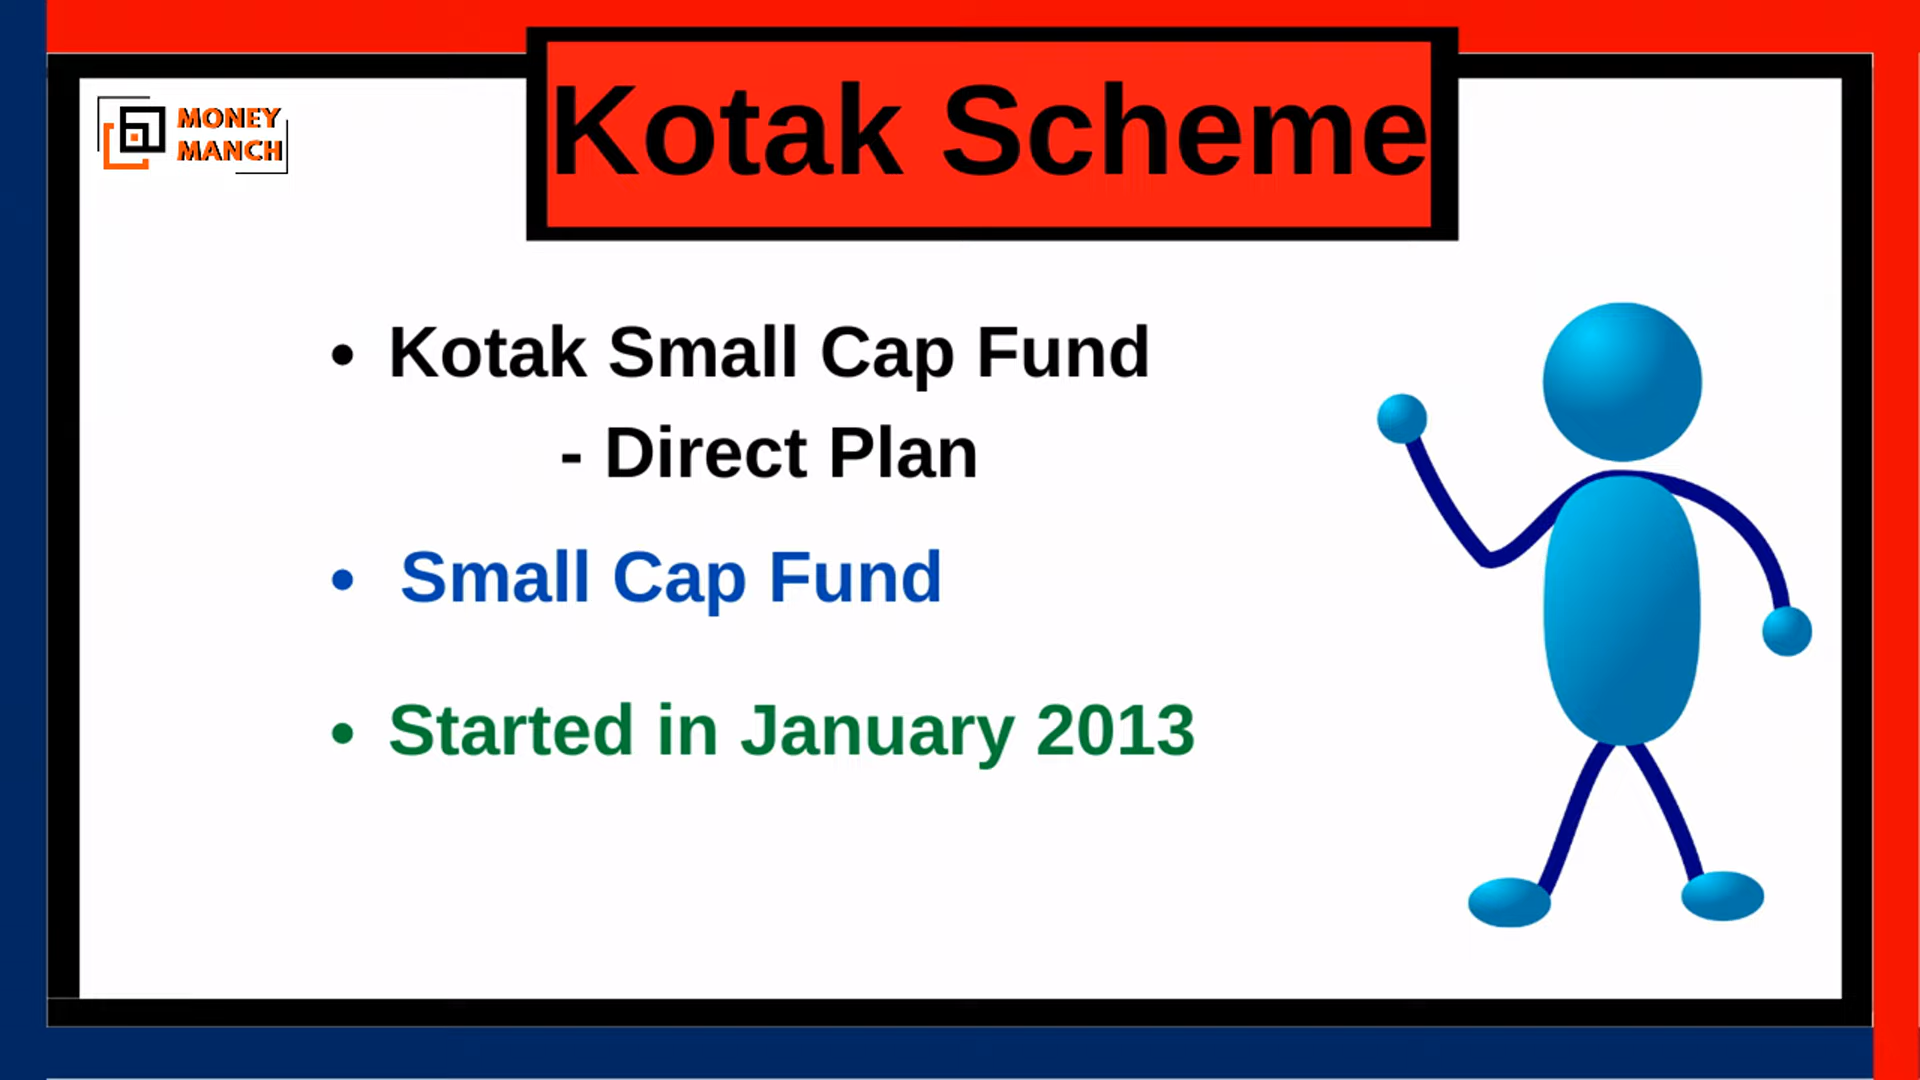 MONEY
MANCH
Kotak Scheme
• Kotak Small Cap Fund
- Direct Plan
• Small Cap Fund
• Started in January 2013